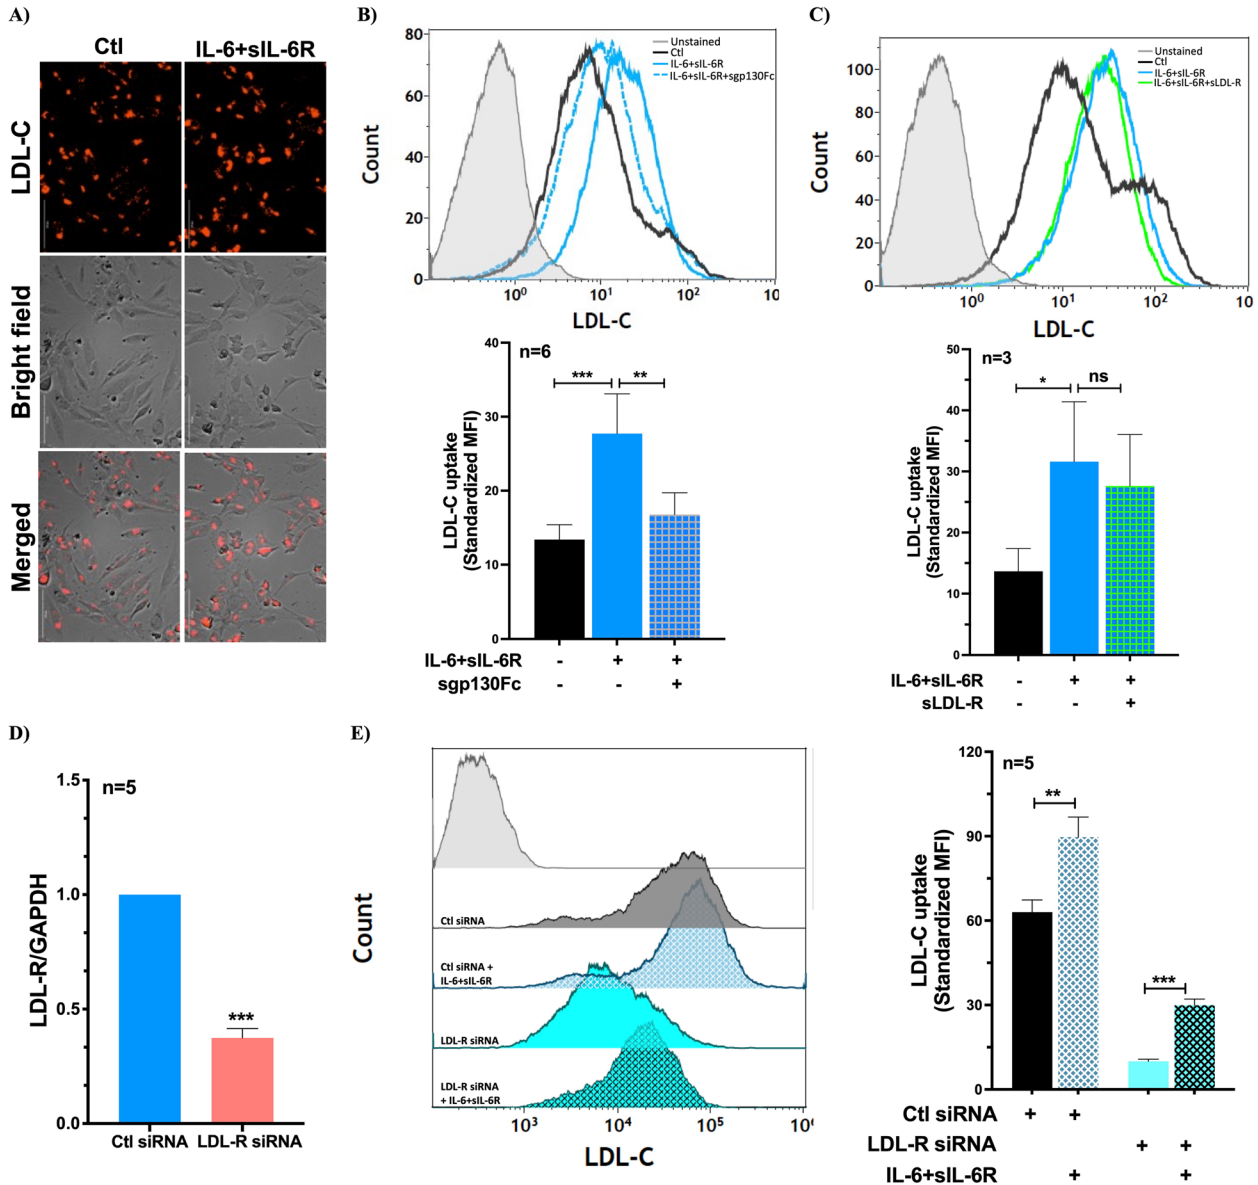 A)
Ctl
IL-6+sIL-6R
LDL-C
Bright field
Merged
B)
80
60
40
20
0
Count
Unstained
Ctl
IL-6+sIL-6R
IL-6+sIL-6R+sgp130Fc
10⁰
10¹
10²
10
LDL-C
n=6
***
**
40
30
20
10
0
LDL-C uptake
(Standardized MFI)
IL-6+sIL-6R - + +
sgp130Fc - - +
C)
100
80
60
40
20
0
Count
Unstained
Ctl
IL-6+sIL-6R
IL-6+sIL-6R+sLDL-R
10⁰
10¹
10²
10
LDL-C
n=3
*
ns
50
40
30
20
10
0
LDL-C uptake
(Standardized MFI)
IL-6+sIL-6R - + +
sLDL-R - - +
D)
n=5
1.5
1.0
0.5
0.0
LDL-R/GAPDH
***
Ctl siRNA
LDL-R siRNA
E)
Count
Ctl siRNA
Ctl siRNA +
IL-6+sIL-6R
LDL-R siRNA
LDL-R siRNA
+ IL-6+sIL-6R
10³
10⁴
10⁵
10
LDL-C
n=5
**
***
120
90
60
30
0
LDL-C uptake
(Standardized MFI)
Ctl siRNA + +
LDL-R siRNA + +
IL-6+sIL-6R + +